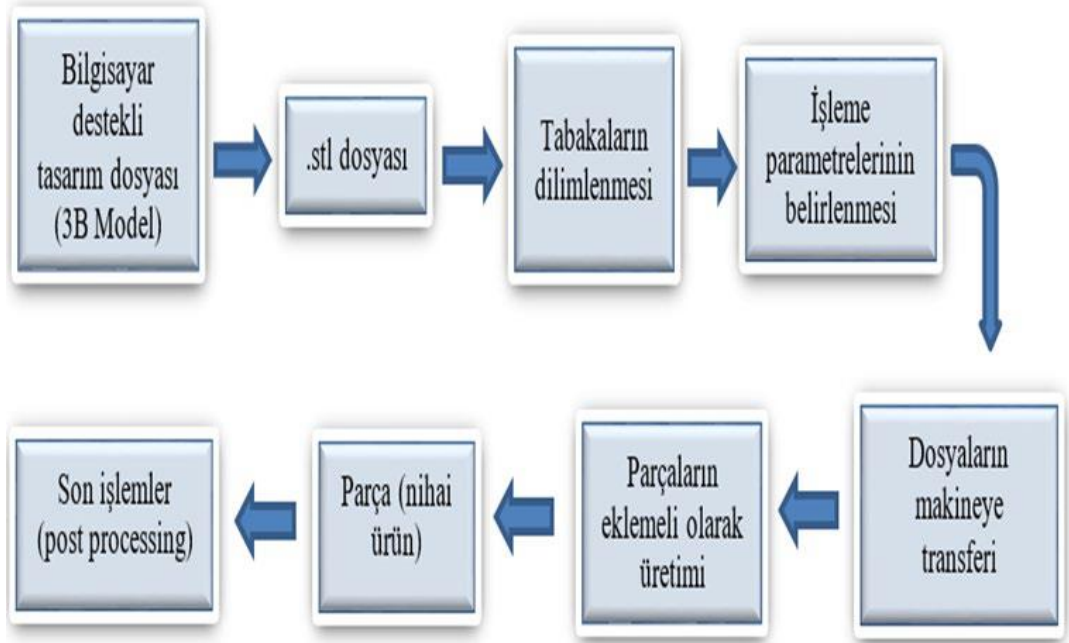 Bilgisayar
destekli
tasarım dosyası
(3B Model)
.stl dosyası
Tabakaların
dilimlenmesi
İşleme
parametrelerinin
belirlenmesi
Dosyaların
makineye
transferi
Parçaların
eklemeli olarak
üretimi
Parça (nihai
ürün)
Son işlemler
(post processing)